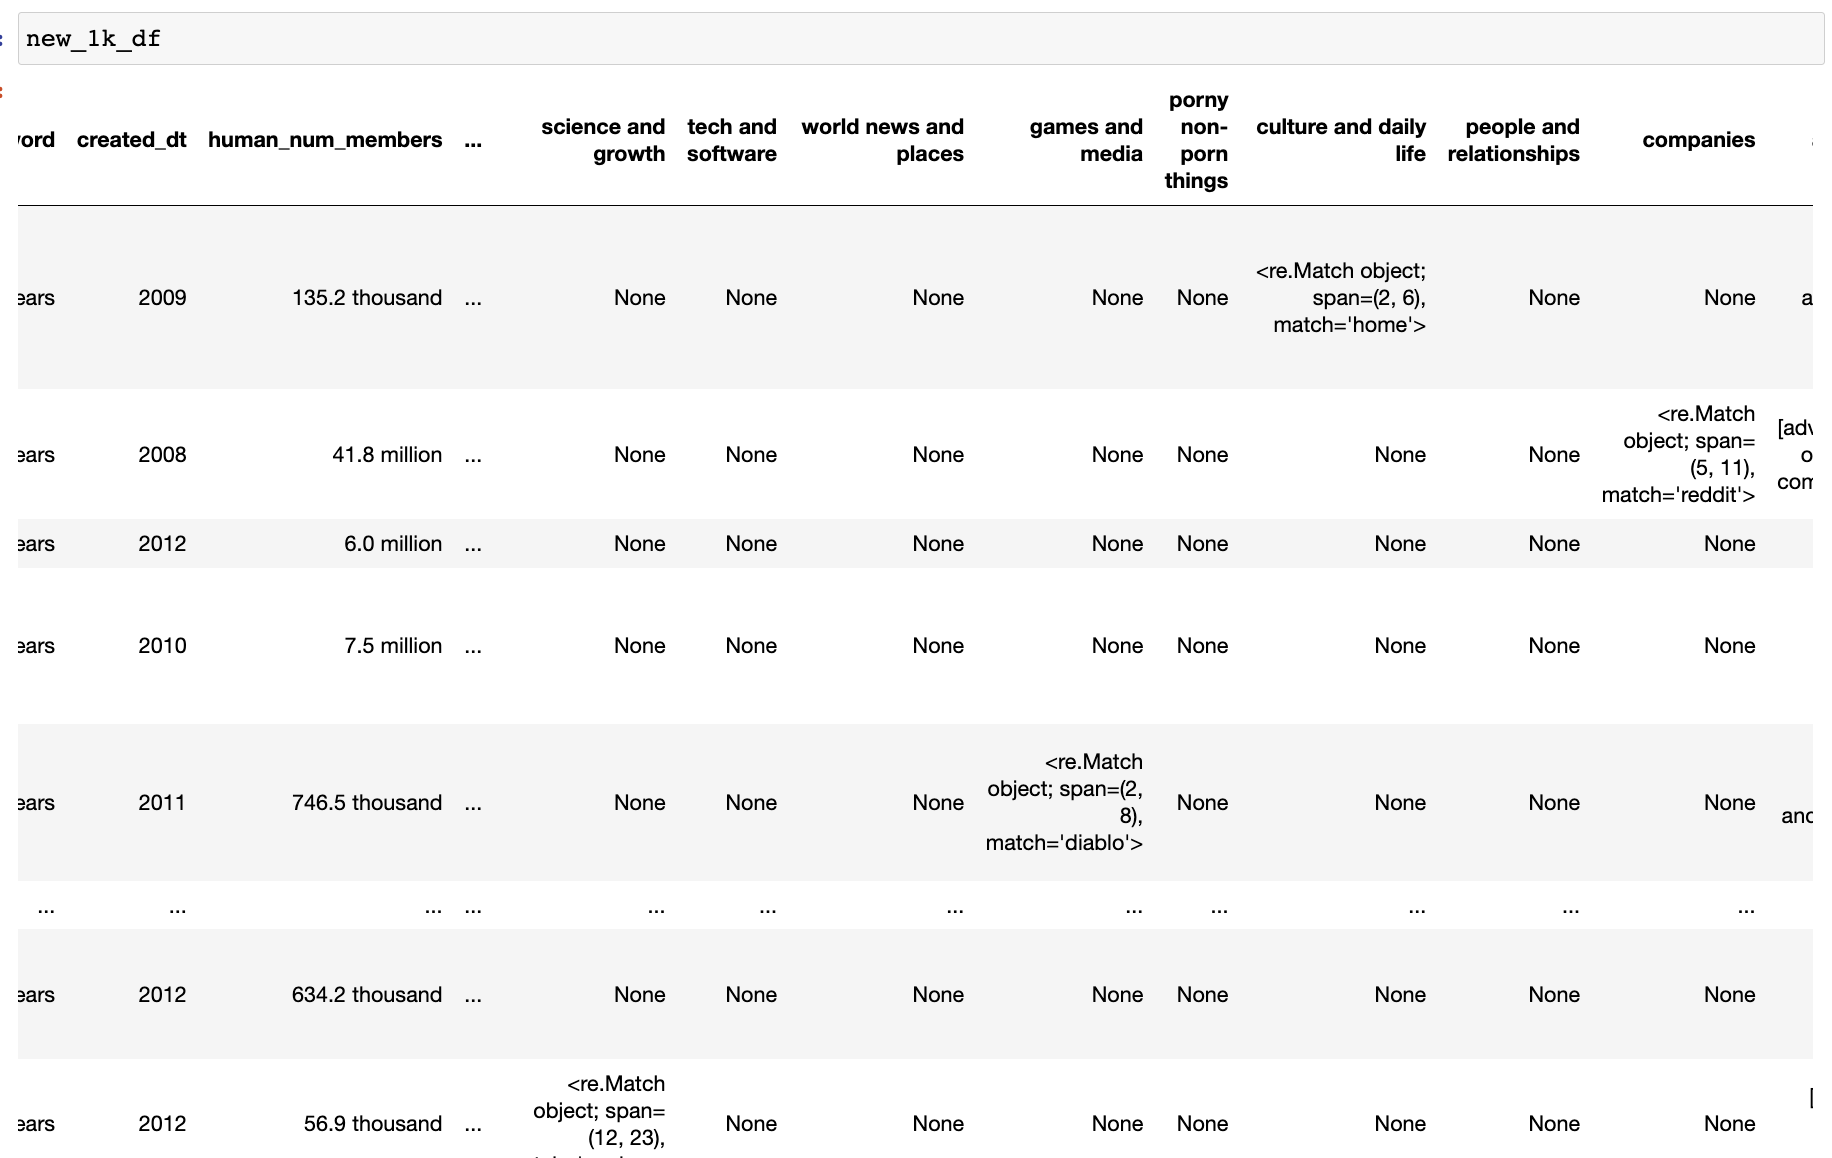 new_1k_df
created_dt human_num_members ... science and growth tech and software world news and places games and media porny non-porn things culture and daily life people and relationships companies
ears 2009 135.2 thousand ... None None None None None <re.Match object; span=(2, 6), match='home'> None None a
ears 2008 41.8 million ... None None None None None None None <re.Match object; span=(5, 11), match='reddit'> [adv o com
ears 2012 6.0 million ... None None None None None None None None
ears 2010 7.5 million ... None None None None None None None None
ears 2011 746.5 thousand ... None None None <re.Match object; span=(2, 8), match='diablo'> None None None None and
... ... ... ... ... ... ... ... ... ... ... ...
ears 2012 634.2 thousand ... None None None None None None None None
ears 2012 56.9 thousand ... <re.Match object; span=(12, 23), None None None None None None None [